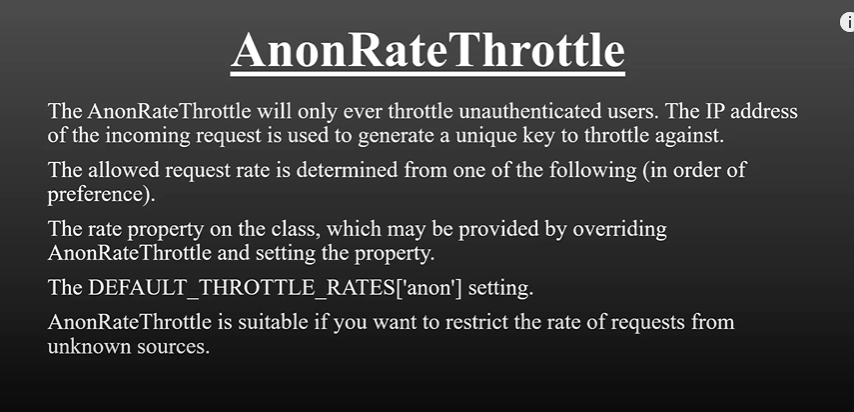 AnonRateThrottle
The AnonRateThrottle will only ever throttle unauthenticated users. The IP address
of the incoming request is used to generate a unique key to throttle against.
The allowed request rate is determined from one of the following (in order of
preference).
The rate property on the class, which may be provided by overriding
AnonRateThrottle and setting the property.
The DEFAULT_THROTTLE_RATES['anon'] setting.
AnonRateThrottle is suitable if you want to restrict the rate of requests from
unknown sources.